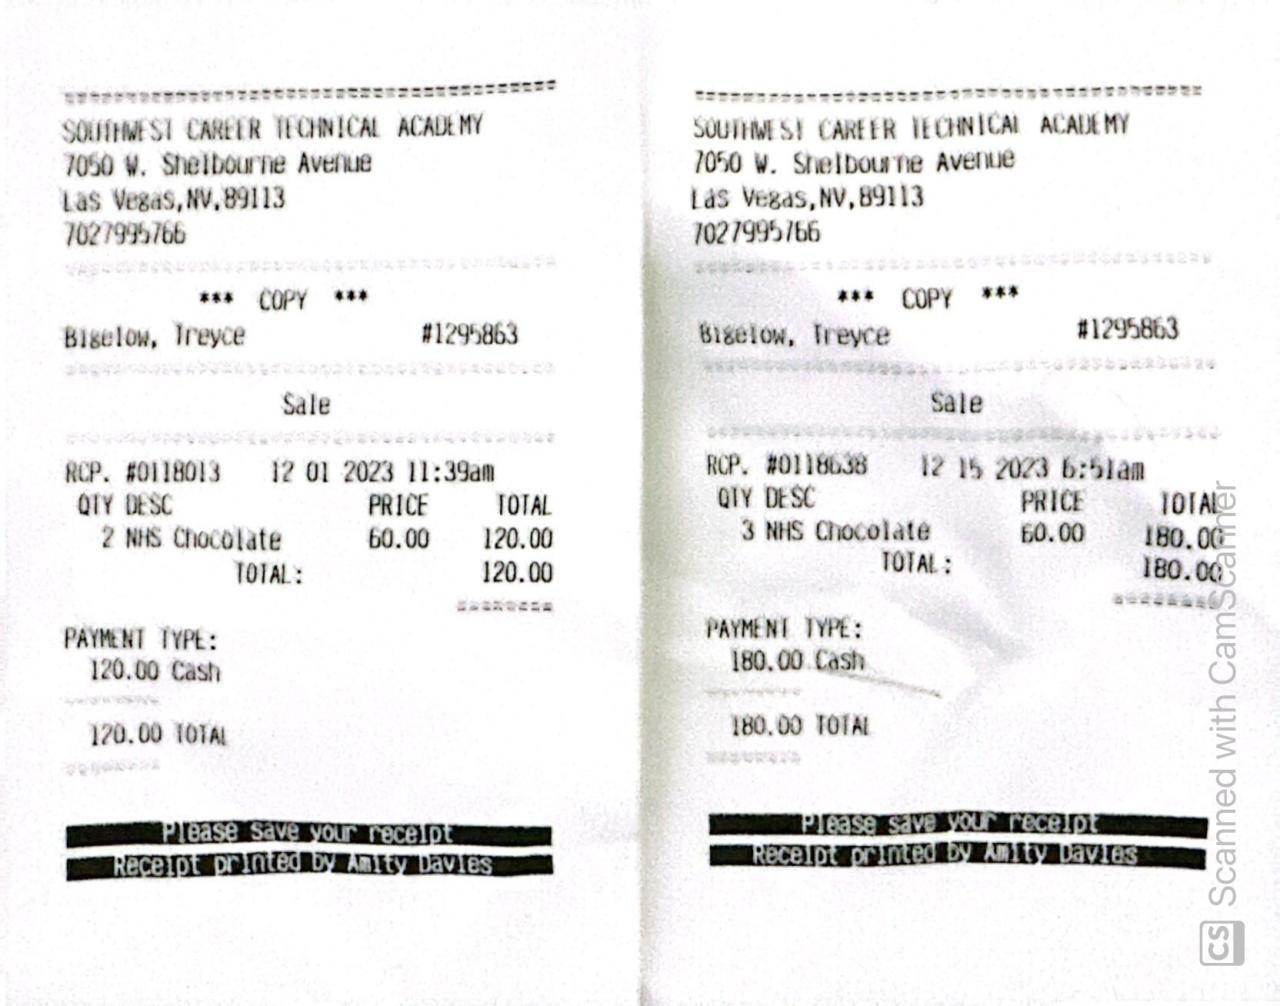 SOUTHWEST CAREER TECHNICAL ACADEMY
7050 W. Shelbourne Avenue
Las Vegas,NV,89113
7027995766
*** COPY ***
Bigelow, Treyce #1295863
Sale
RCP. #0118013 12 01 2023 11:39am
QTY DESC PRICE TOTAL
2 NHS Chocolate 60.00 120.00
TOTAL: 120.00
PAYMENT TYPE:
120.00 Cash
120.00 TOTAL
Please save your receipt
Receipt printed by Amity Davies
SOUTHWEST CAREER TECHNICAL ACADEMY
7050 W. Shelbourne Avenue
Las Vegas,NV,89113
7027995766
*** COPY ***
Bigelow, Treyce #1295863
Sale
RCP. #0118638 12 15 2023 6:51am
QTY DESC PRICE TOTAL
3 NHS Chocolate 60.00 180.00
TOTAL: 180.00
PAYMENT TYPE:
180.00 Cash
180.00 TOTAL
Please save your receipt
Receipt printed by Amity Davies
CS Scanned with CamScanner